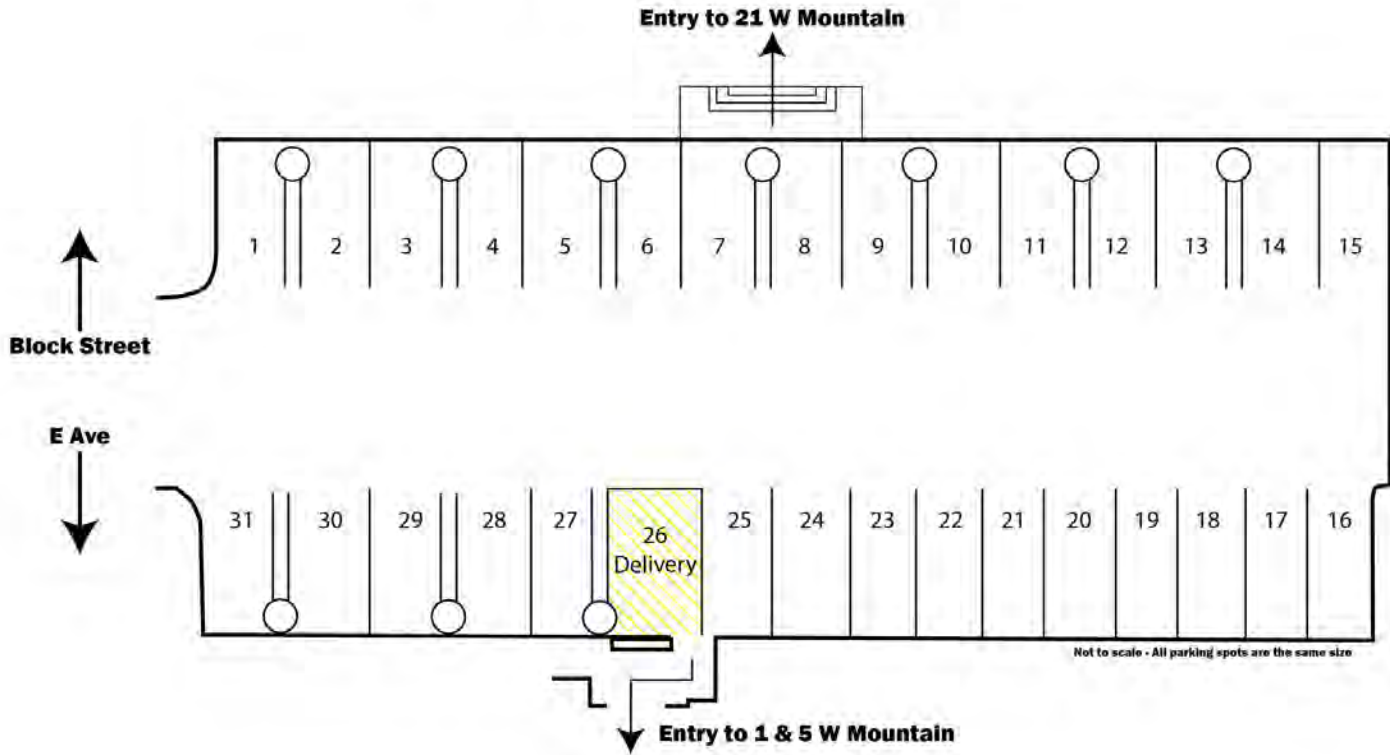 Entry to 21 W Mountain
1 2 3 4 5 6 7 8 9 10 11 12 13 14 15
Block Street
E Ave
31 30 29 28 27 26 25 24 23 22 21 20 19 18 17 16
Delivery
Not to scale - All parking spots are the same size
Entry to 1 & 5 W Mountain